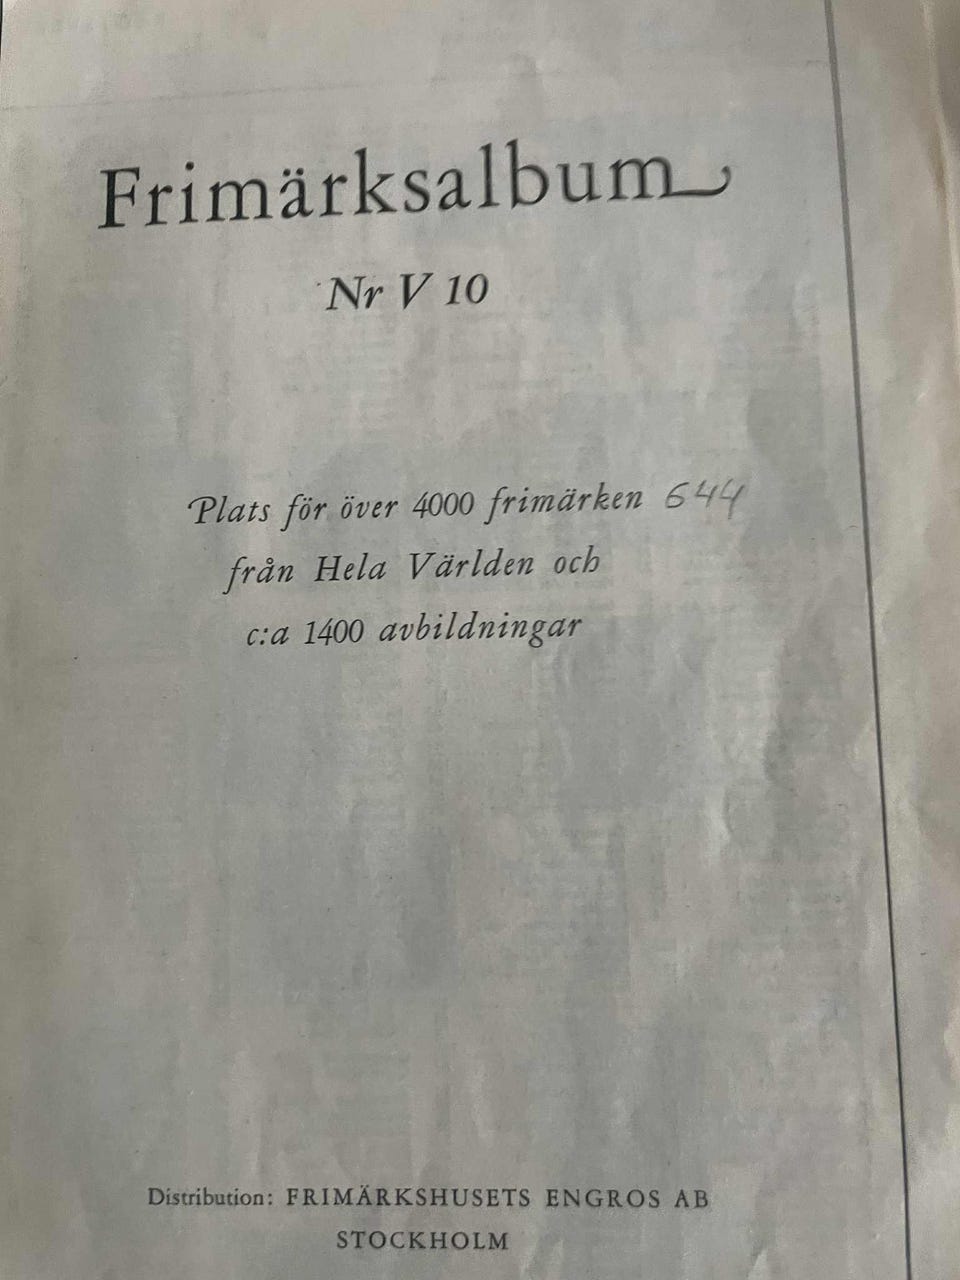 Frimärksalbum
Nr V 10
Plats för över 4000 frimärken 644
från Hela Världen och
c:a 1400 avbildningar
Distribution: FRIMÄRKSHUSETS ENGROS AB
STOCKHOLM